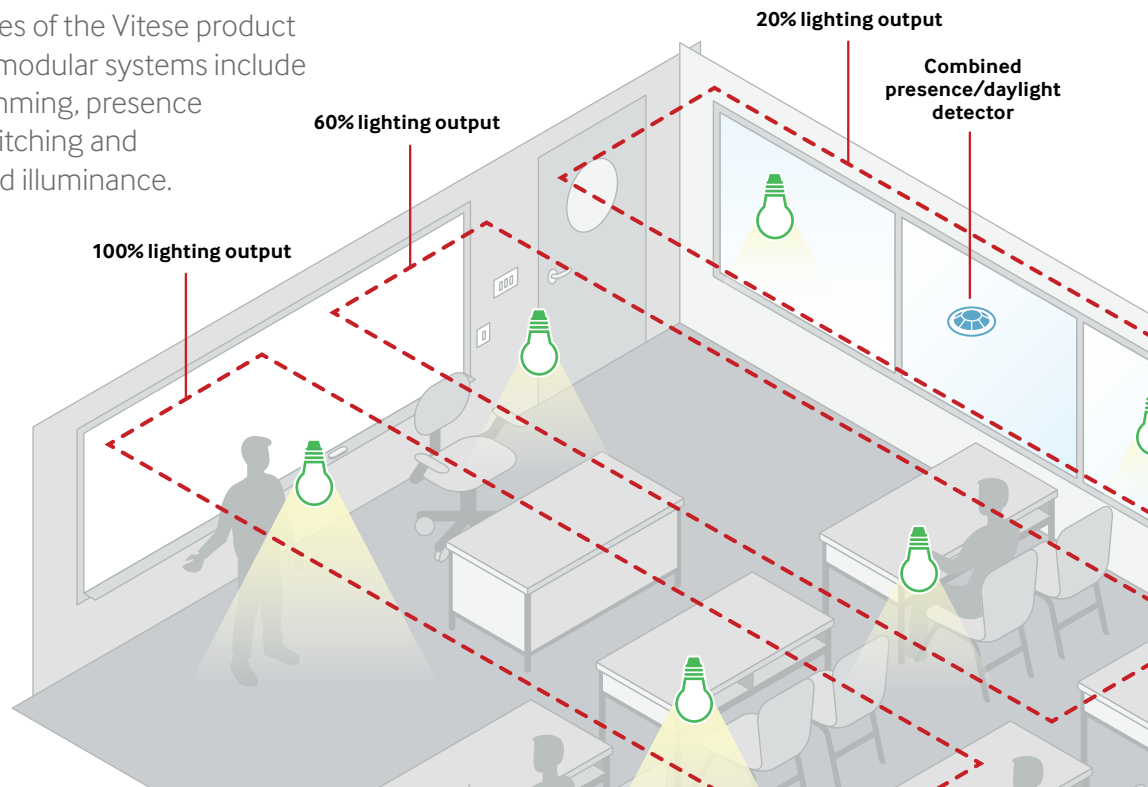 es of the Vitese product
modular systems include
mming, presence
itching and
d illuminance.
20% lighting output
Combined
presence/daylight
detector
60% lighting output
100% lighting output